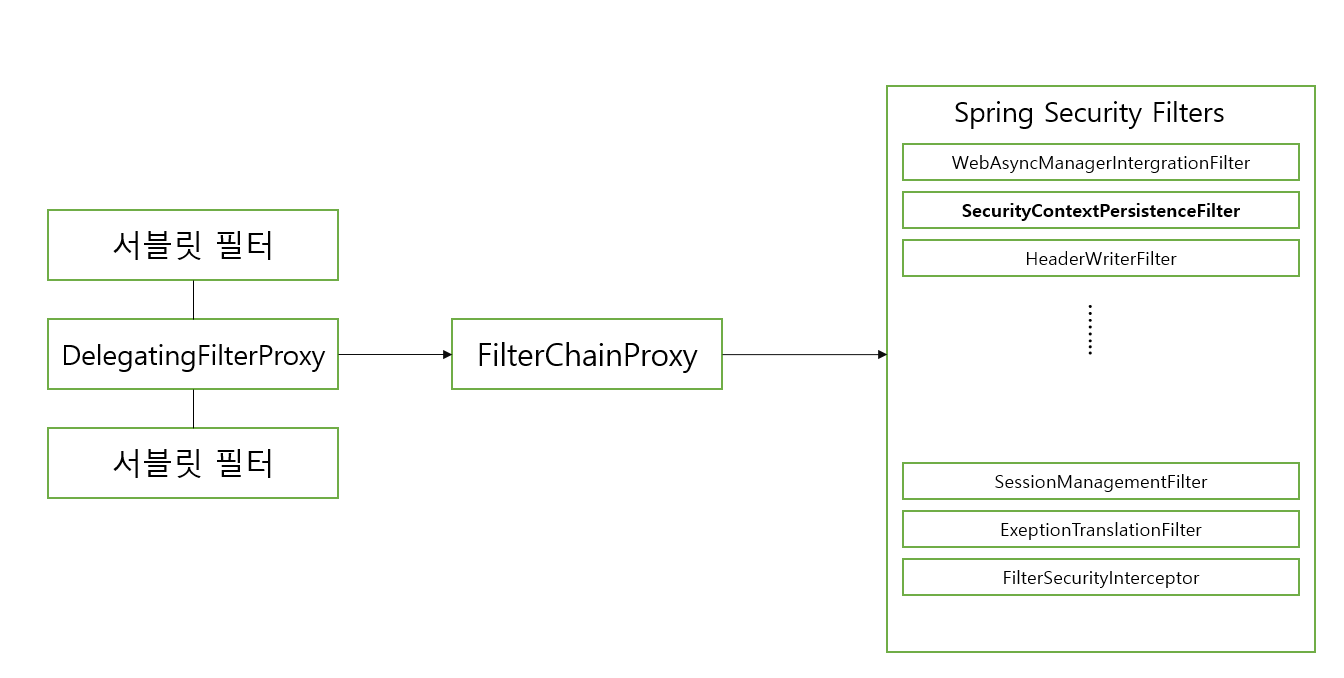 서블릿 필터
DelegatingFilterProxy
서블릿 필터
FilterChainProxy
Spring Security Filters
WebAsyncManagerIntergrationFilter
SecurityContextPersistenceFilter
HeaderWriterFilter
SessionManagementFilter
ExeptionTranslationFilter
FilterSecurityInterceptor